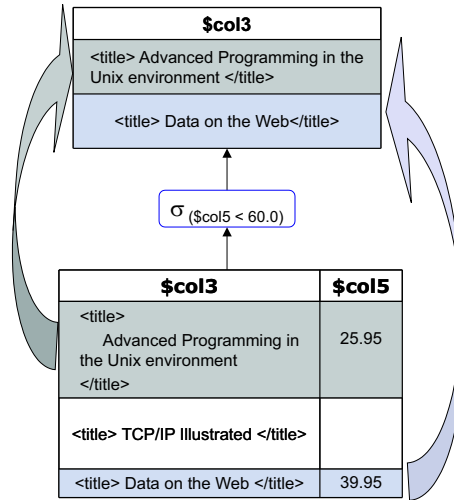 $col3
<title> Advanced Programming in the
Unix environment </title>
<title> Data on the Web</title>
σ ($col5 < 60.0)
$col3 $col5
<title>
Advanced Programming in
the Unix environment
</title>
25.95
<title> TCP/IP Illustrated </title>
<title> Data on the Web </title> 39.95